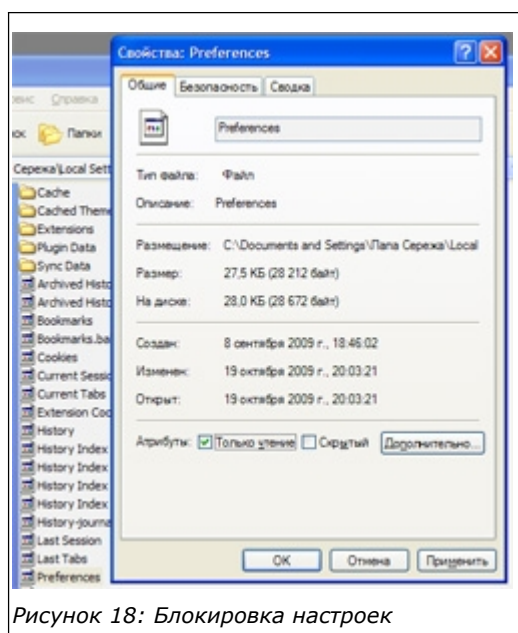 Свойства: Preferences
Общие Безопасность Сводка
Справка
Папки
Preferences
Сережа\Local Sett
Тип файла: Файл
Описание: Preferences
Размещение: C:\Documents and Settings\Папа Сережа\Local
Размер: 27,5 КБ (28 212 байт)
На диске: 28,0 КБ (28 672 байт)
Создан: 8 сентября 2009 г., 18:46:02
Изменен: 19 октября 2009 г., 20:03:21
Открыт: 19 октября 2009 г., 20:03:21
Атрибуты: Только чтение Скрытый Дополнительно...
OK Отмена Применить
Cache
Cached Theme
Extensions
Plugin Data
Sync Data
Archived Histo
Archived Histo
Bookmarks
Bookmarks.ba
Cookies
Current Sessio
Current Tabs
Extension Coo
History
History Index
History Index
History Index
History Index
History-journa
Last Session
Last Tabs
Preferences
Рисунок 18: Блокировка настроек